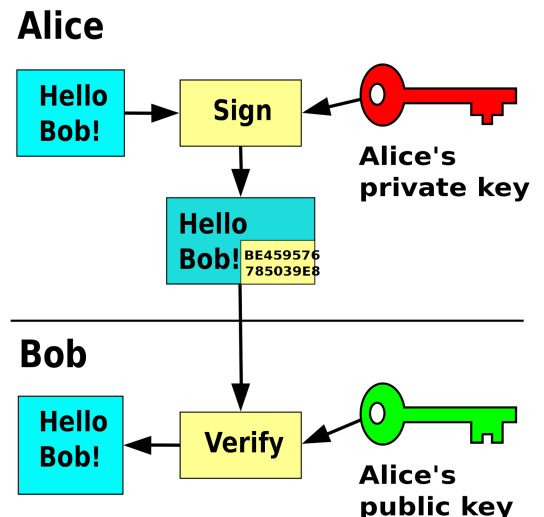 Alice
Hello
Bob!
Sign
Alice's
private key
Hello
Bob!
BE459576
785039E8
Bob
Hello
Bob!
Verify
Alice's
public key